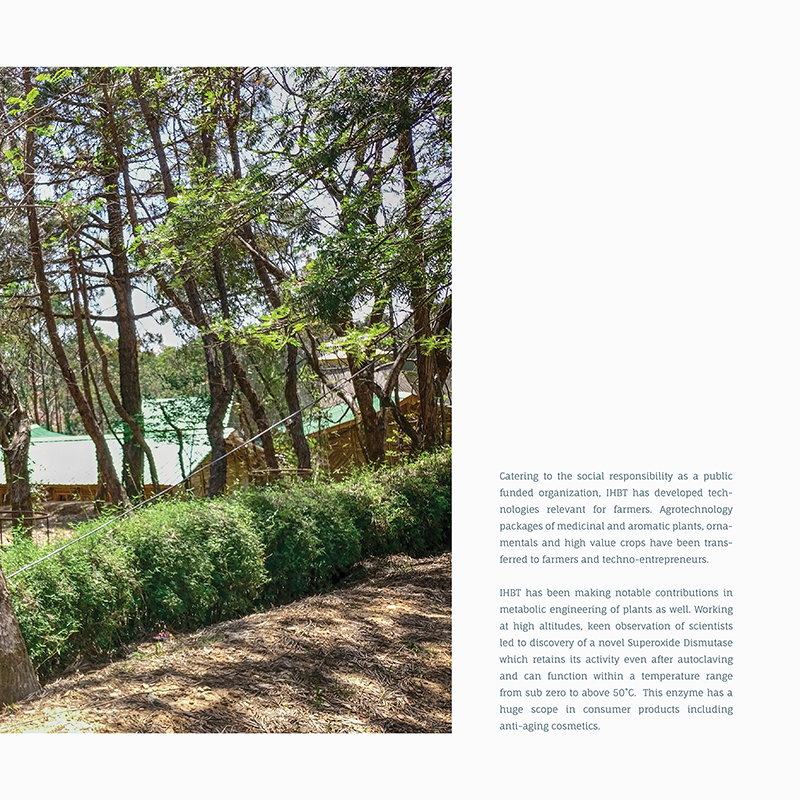 Catering to the social responsibility as a public
funded organization, IHBT has developed tech-
nologies relevant for farmers. Agrotechnology
packages of medicinal and aromatic plants, orna-
mentals and high value crops have been trans-
ferred to farmers and techno-entrepreneurs.
IHBT has been making notable contributions in
metabolic engineering of plants as well. Working
at high altitudes, keen observation of scientists
led to discovery of a novel Superoxide Dismutase
which retains its activity even after autoclaving
and can function within a temperature range
from sub zero to above 50°C. This enzyme has a
huge scope in consumer products including
anti-aging cosmetics.